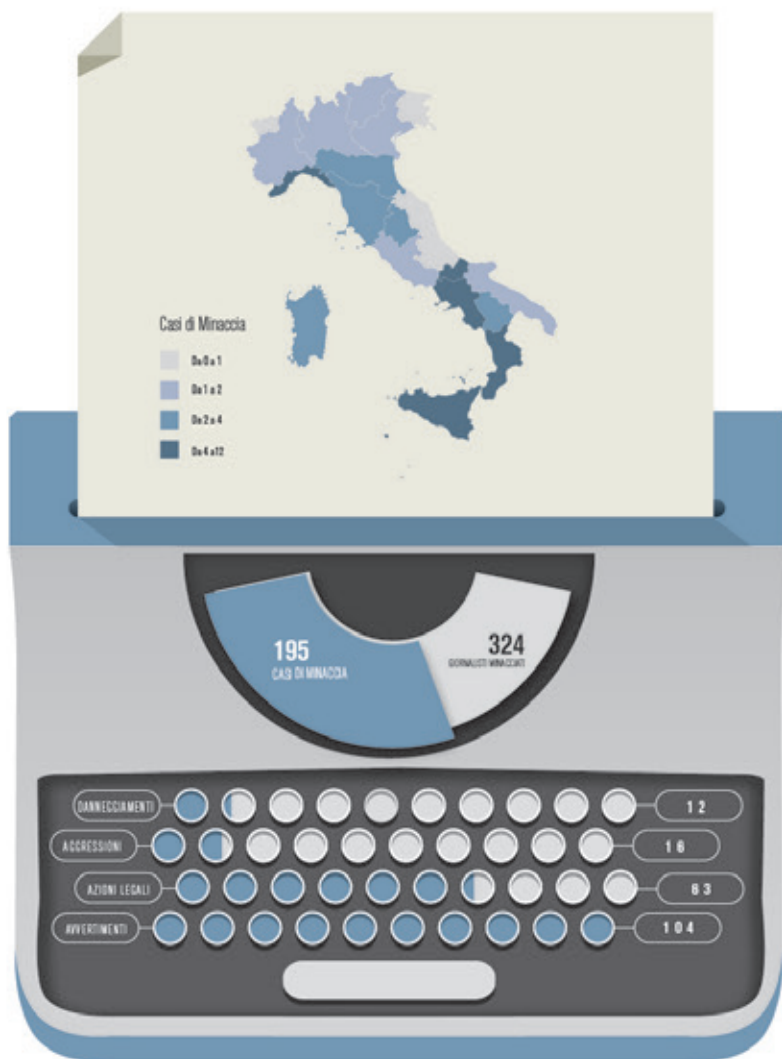 Casi di Minaccia
Da 0 a 1
Da 1 a 2
Da 2 a 4
Da 4 a 12
195
CASI DI MINACCIA
324
GIORNALISTI MINACCIATI
DANNECCIAMENTI
12
AGGRESSIONI
16
AZIONI LEGALI
63
AVVERTIMENTI
104